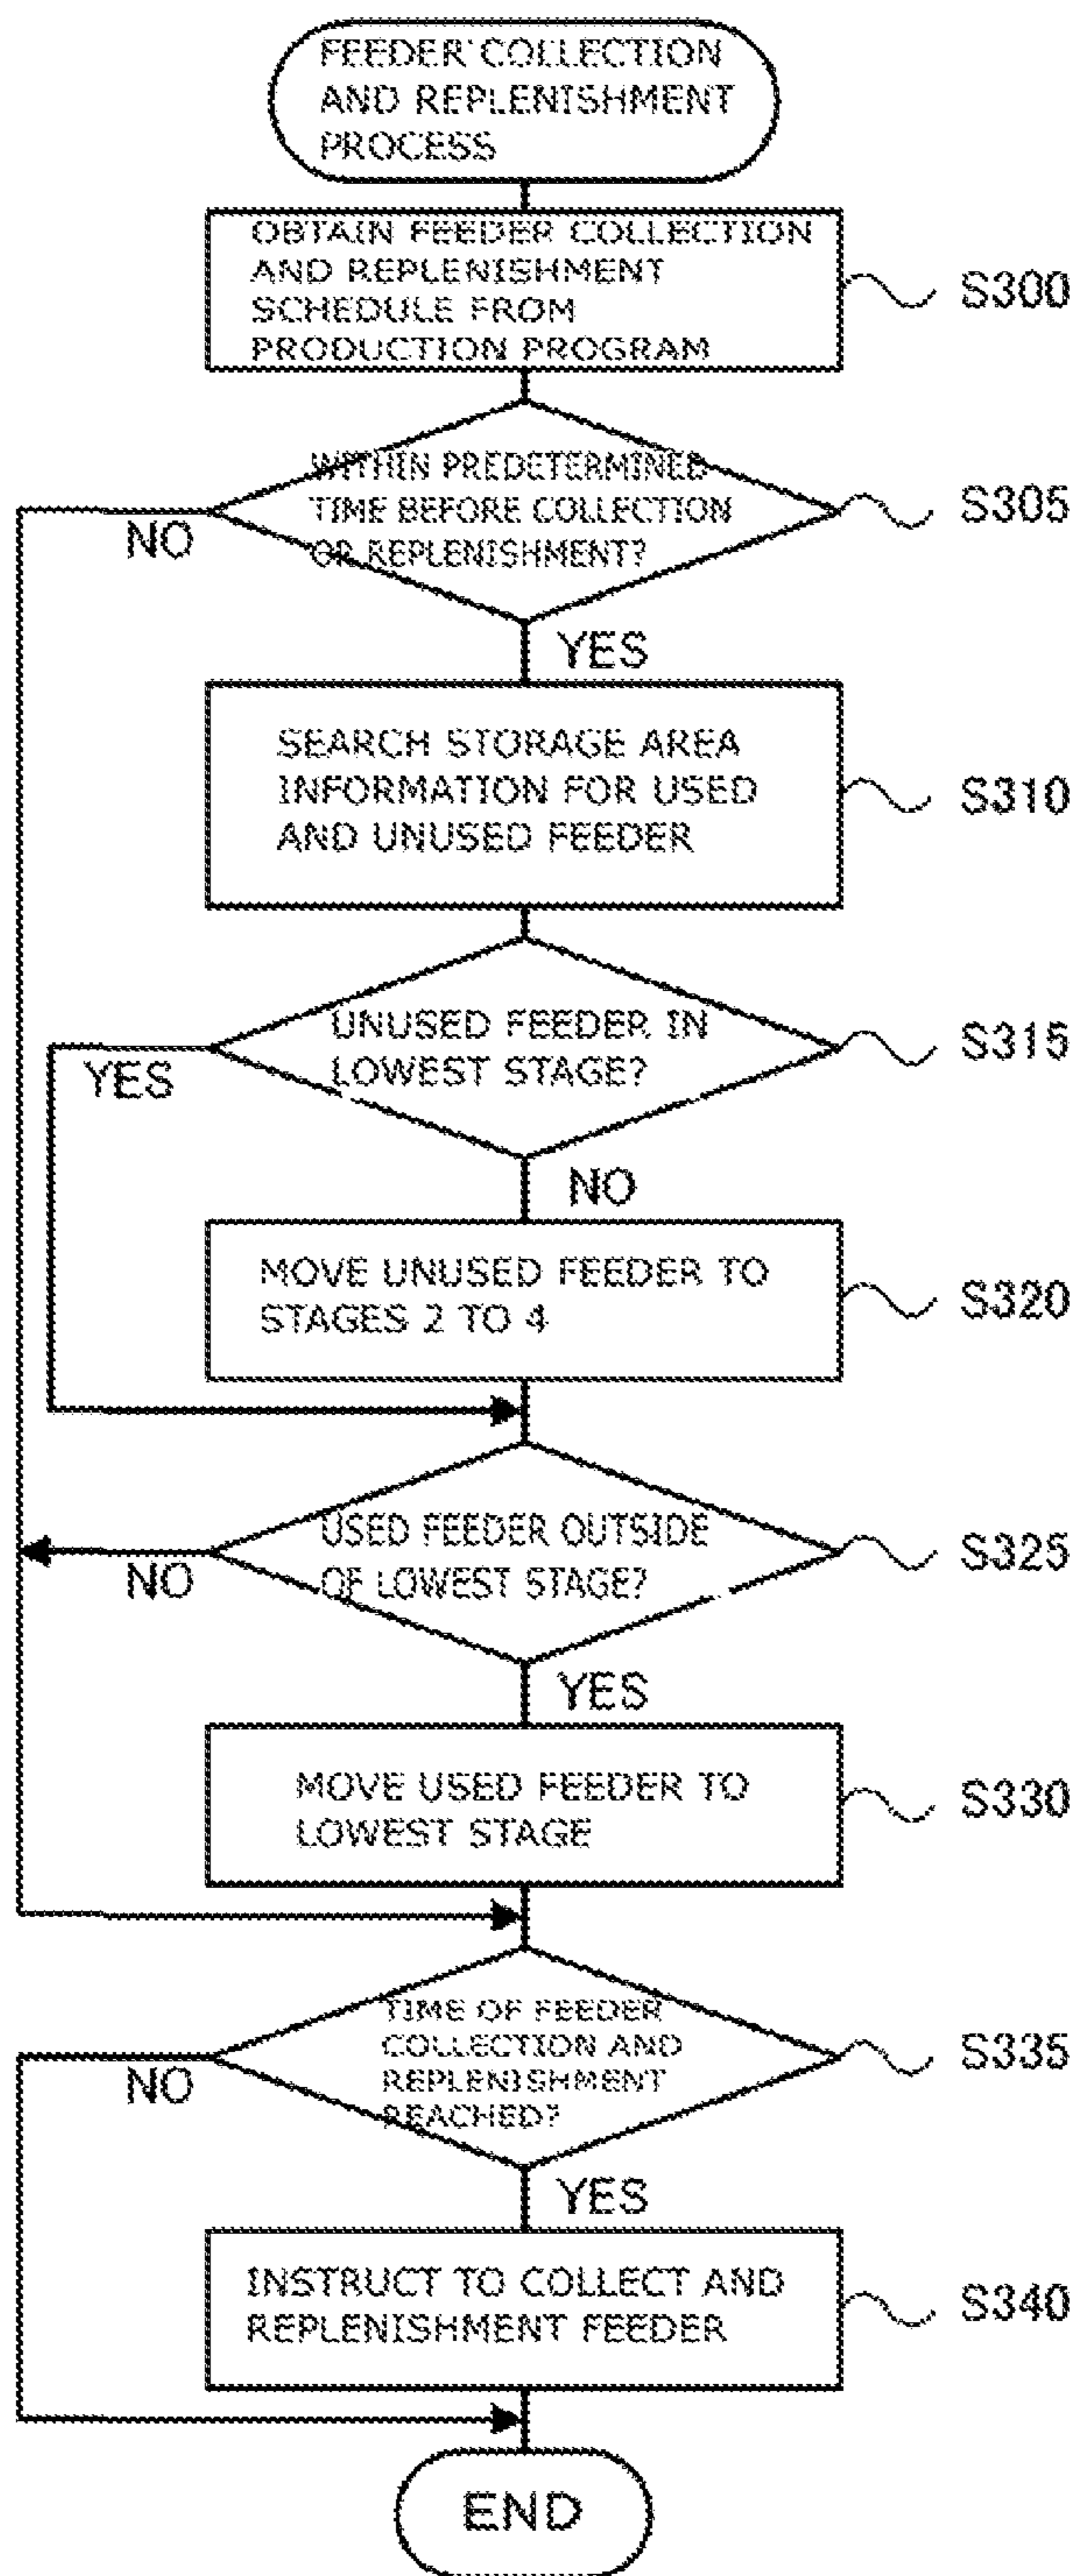 FEEDER COLLECTION
AND REPLENISHMENT
PROCESS
OBTAIN FEEDER COLLECTION
AND REPLENISHMENT
SCHEDULE FROM
PRODUCTION PROGRAM
S300
WITHIN PREDETERMINED
TIME BEFORE COLLECTION
OR REPLENISHMENT?
S305
NO
YES
SEARCH STORAGE AREA
INFORMATION FOR USED
AND UNUSED FEEDER
S310
UNUSED FEEDER IN
LOWEST STAGE?
S315
YES
NO
MOVE UNUSED FEEDER TO
STAGES 2 TO 4
S320
USED FEEDER OUTSIDE
OF LOWEST STAGE?
S325
NO
YES
MOVE USED FEEDER TO
LOWEST STAGE
S330
TIME OF FEEDER
COLLECTION AND
REPLENISHMENT
REACHED?
S335
NO
YES
INSTRUCT TO COLLECT AND
REPLENISHMENT FEEDER
S340
END